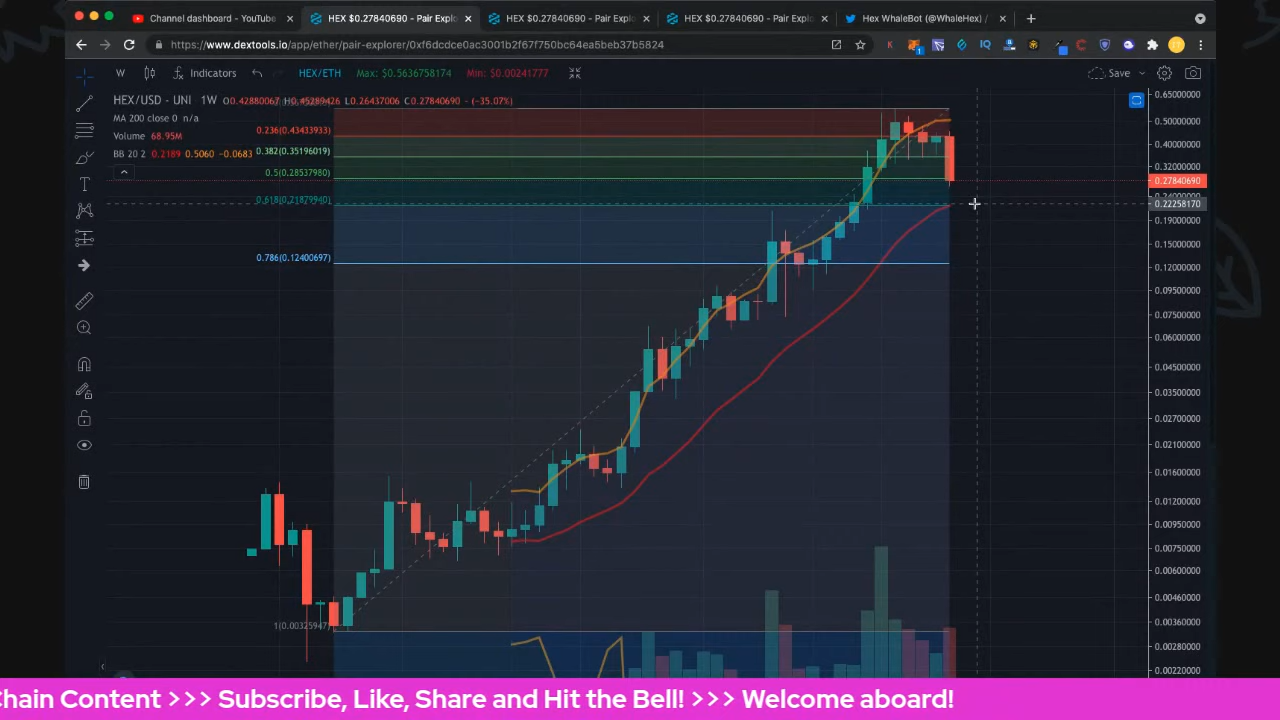 Channel dashboard - YouTube
HEX $0.27840690 - Pair Explo
HEX $0.27840690 - Pair Explo
HEX $0.27840690 - Pair Explo
Hex WhaleBot (@WhaleHex) /
https://www.dextools.io/app/ether/pair-explorer/0xf6dcdce0ac3001b2f67f750bc64ea5beb37b5824
W
Indicators
HEX/ETH
Max: $0.5636758174
Min: $0.00241777
Save
HEX/USD - UNI 1W O0.42880067 H0.45289426 L0.26437006 C0.27840690 −(−35.07%)
MA 200 close 0 n/a
Volume 68.95M
BB 20 2 0.2189 0.5060 −0.0683
0.236(0.43433933)
0.382(0.35196019)
0.5(0.28537980)
0.618(0.21879940)
0.786(0.12400697)
1(0.00325947)
0.65000000
0.50000000
0.40000000
0.32000000
0.27840690
0.22258170
0.19000000
0.15000000
0.12000000
0.09500000
0.07500000
0.06000000
0.04500000
0.03500000
0.02700000
0.02100000
0.01600000
0.01200000
0.00950000
0.00750000
0.00600000
0.00460000
0.00360000
0.00280000
0.00220000
Chain Content >>> Subscribe, Like, Share and Hit the Bell! >>> Welcome aboard!